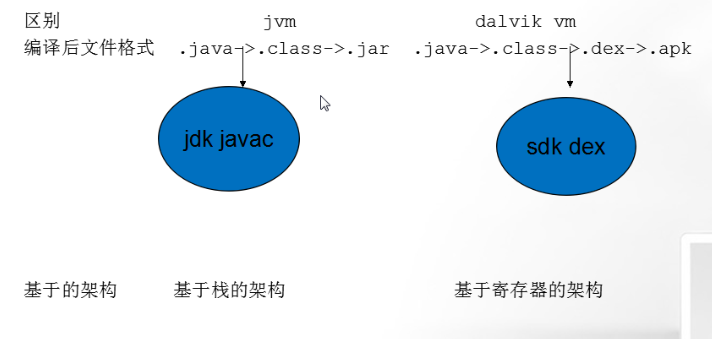 区别 jvm dalvik vm
编译后文件格式 .java->.class->.jar .java->.class->.dex->.apk
jdk javac sdk dex
基于的架构 基于栈的架构 基于寄存器的架构